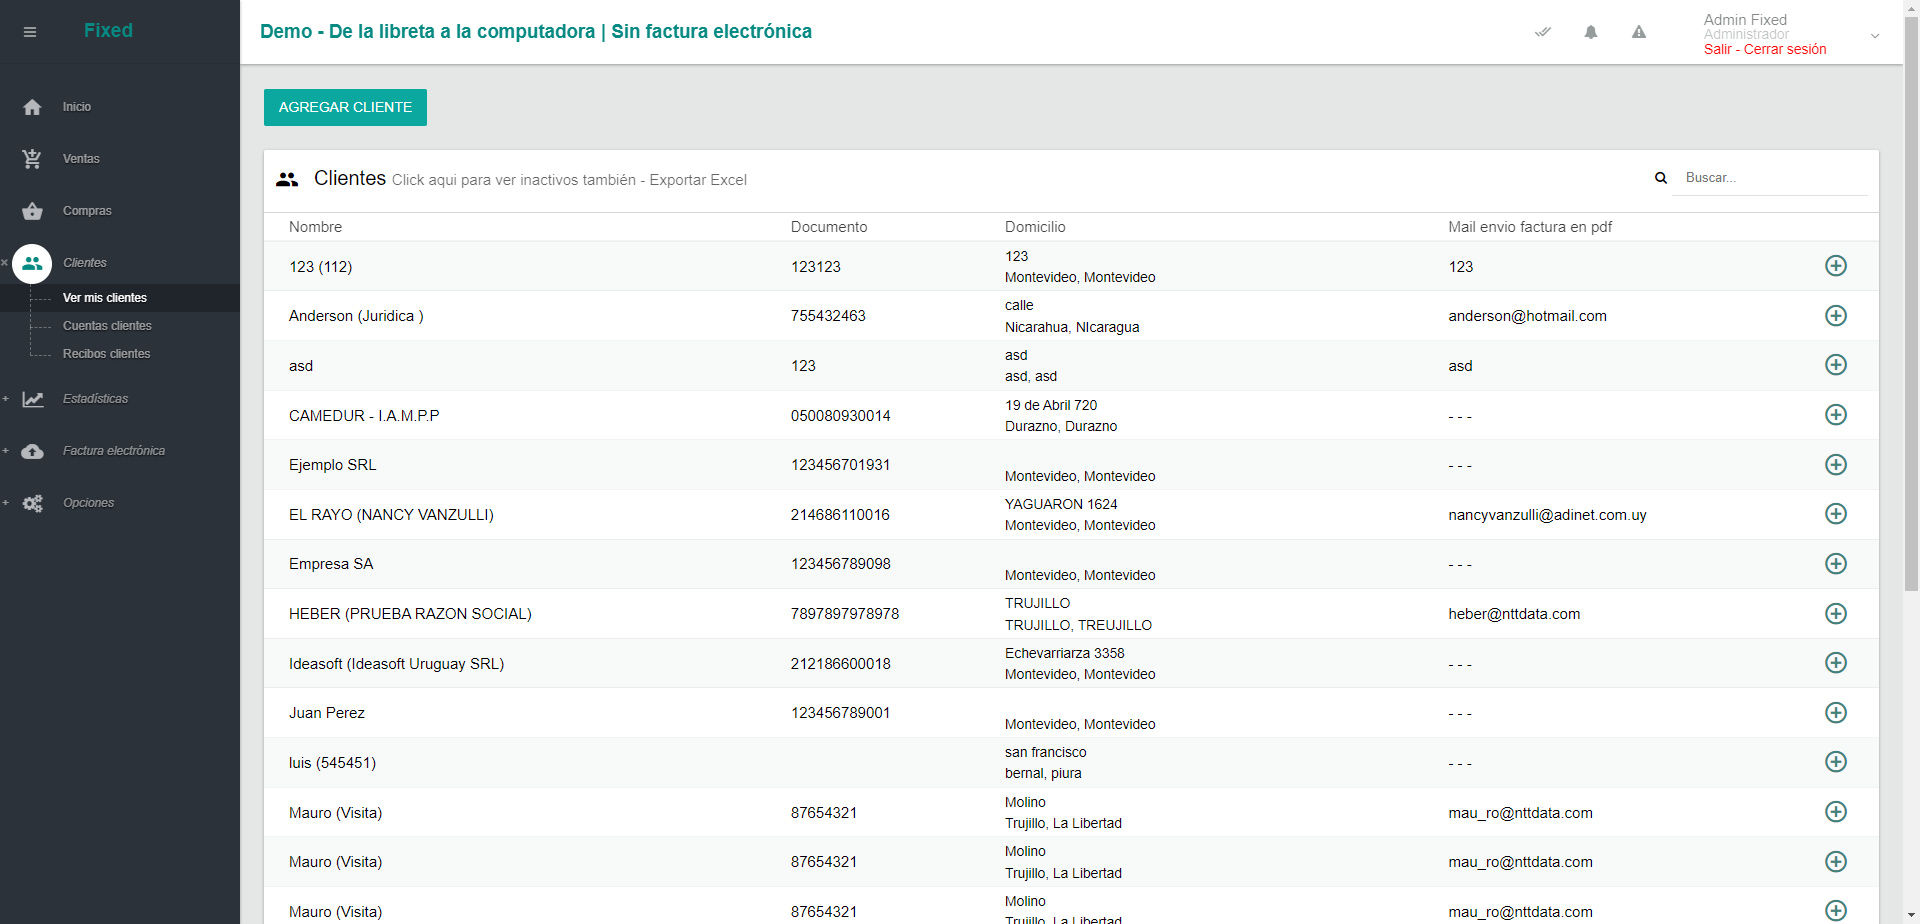 Fixed
Demo - De la libreta a la computadora | Sin factura electrónica
Admin Fixed
Administrador
Salir - Cerrar sesión
Inicio
Ventas
Compras
Clientes
Ver mis clientes
Cuentas clientes
Recibos clientes
Estadísticas
Factura electrónica
Opciones
AGREGAR CLIENTE
Clientes Click aqui para ver inactivos también - Exportar Excel
Buscar...
Nombre Documento Domicilio Mail envio factura en pdf
123 (112) 123123 123
Montevideo, Montevideo 123
Anderson (Juridica ) 755432463 calle
Nicarahua, NIcaragua anderson@hotmail.com
asd 123 asd
asd, asd asd
CAMEDUR - I.A.M.P.P 050080930014 19 de Abril 720
Durazno, Durazno - - -
Ejemplo SRL 123456701931
Montevideo, Montevideo - - -
EL RAYO (NANCY VANZULLI) 214686110016 YAGUARON 1624
Montevideo, Montevideo nancyvanzulli@adinet.com.uy
Empresa SA 123456789098
Montevideo, Montevideo - - -
HEBER (PRUEBA RAZON SOCIAL) 7897897978978 TRUJILLO
TRUJILLO, TREUJILLO heber@nttdata.com
Ideasoft (Ideasoft Uruguay SRL) 212186600018 Echevarriarza 3358
Montevideo, Montevideo - - -
Juan Perez 123456789001
Montevideo, Montevideo - - -
luis (545451) san francisco
bernal, piura - - -
Mauro (Visita) 87654321 Molino
Trujillo, La Libertad mau_ro@nttdata.com
Mauro (Visita) 87654321 Molino
Trujillo, La Libertad mau_ro@nttdata.com
Mauro (Visita) 87654321 Molino
Trujillo, La Libertad mau_ro@nttdata.com